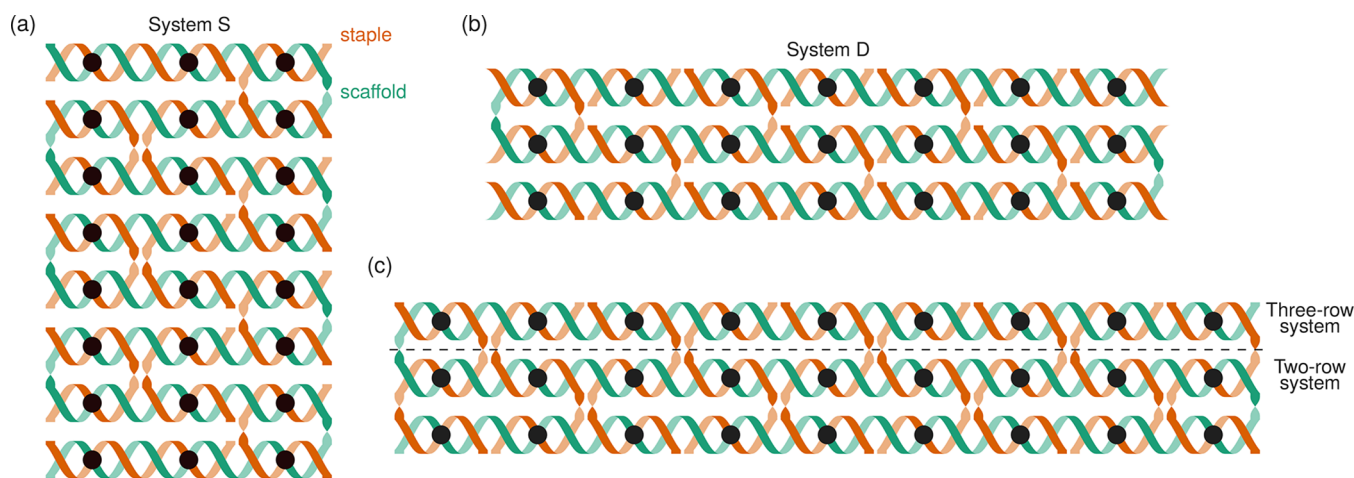 (a)
System S
staple
scaffold
(b)
System D
(c)
Three-row
system
Two-row
system